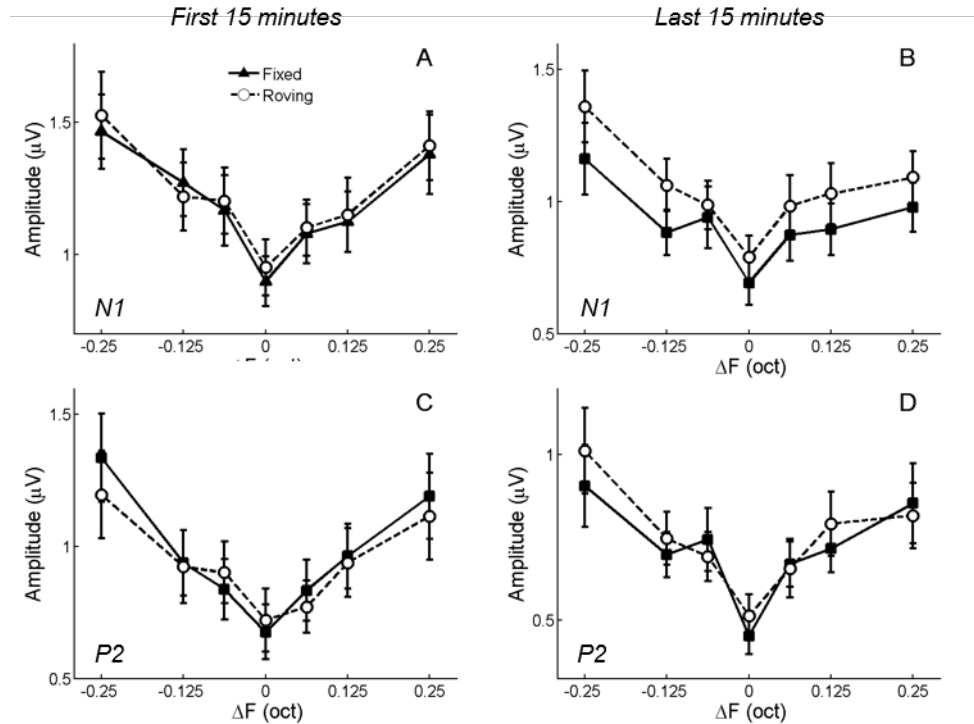 First 15 minutes
Last 15 minutes
A
Fixed
Roving
1.5
1
Amplitude (µV)
N1
-0.25 -0.125 0 0.125 0.25
B
1.5
1
0.5
Amplitude (µV)
N1
-0.25 -0.125 0 0.125 0.25
ΔF (oct)
C
1.5
1
0.5
Amplitude (µV)
P2
-0.25 -0.125 0 0.125 0.25
ΔF (oct)
D
1
0.5
Amplitude (µV)
P2
-0.25 -0.125 0 0.125 0.25
ΔF (oct)